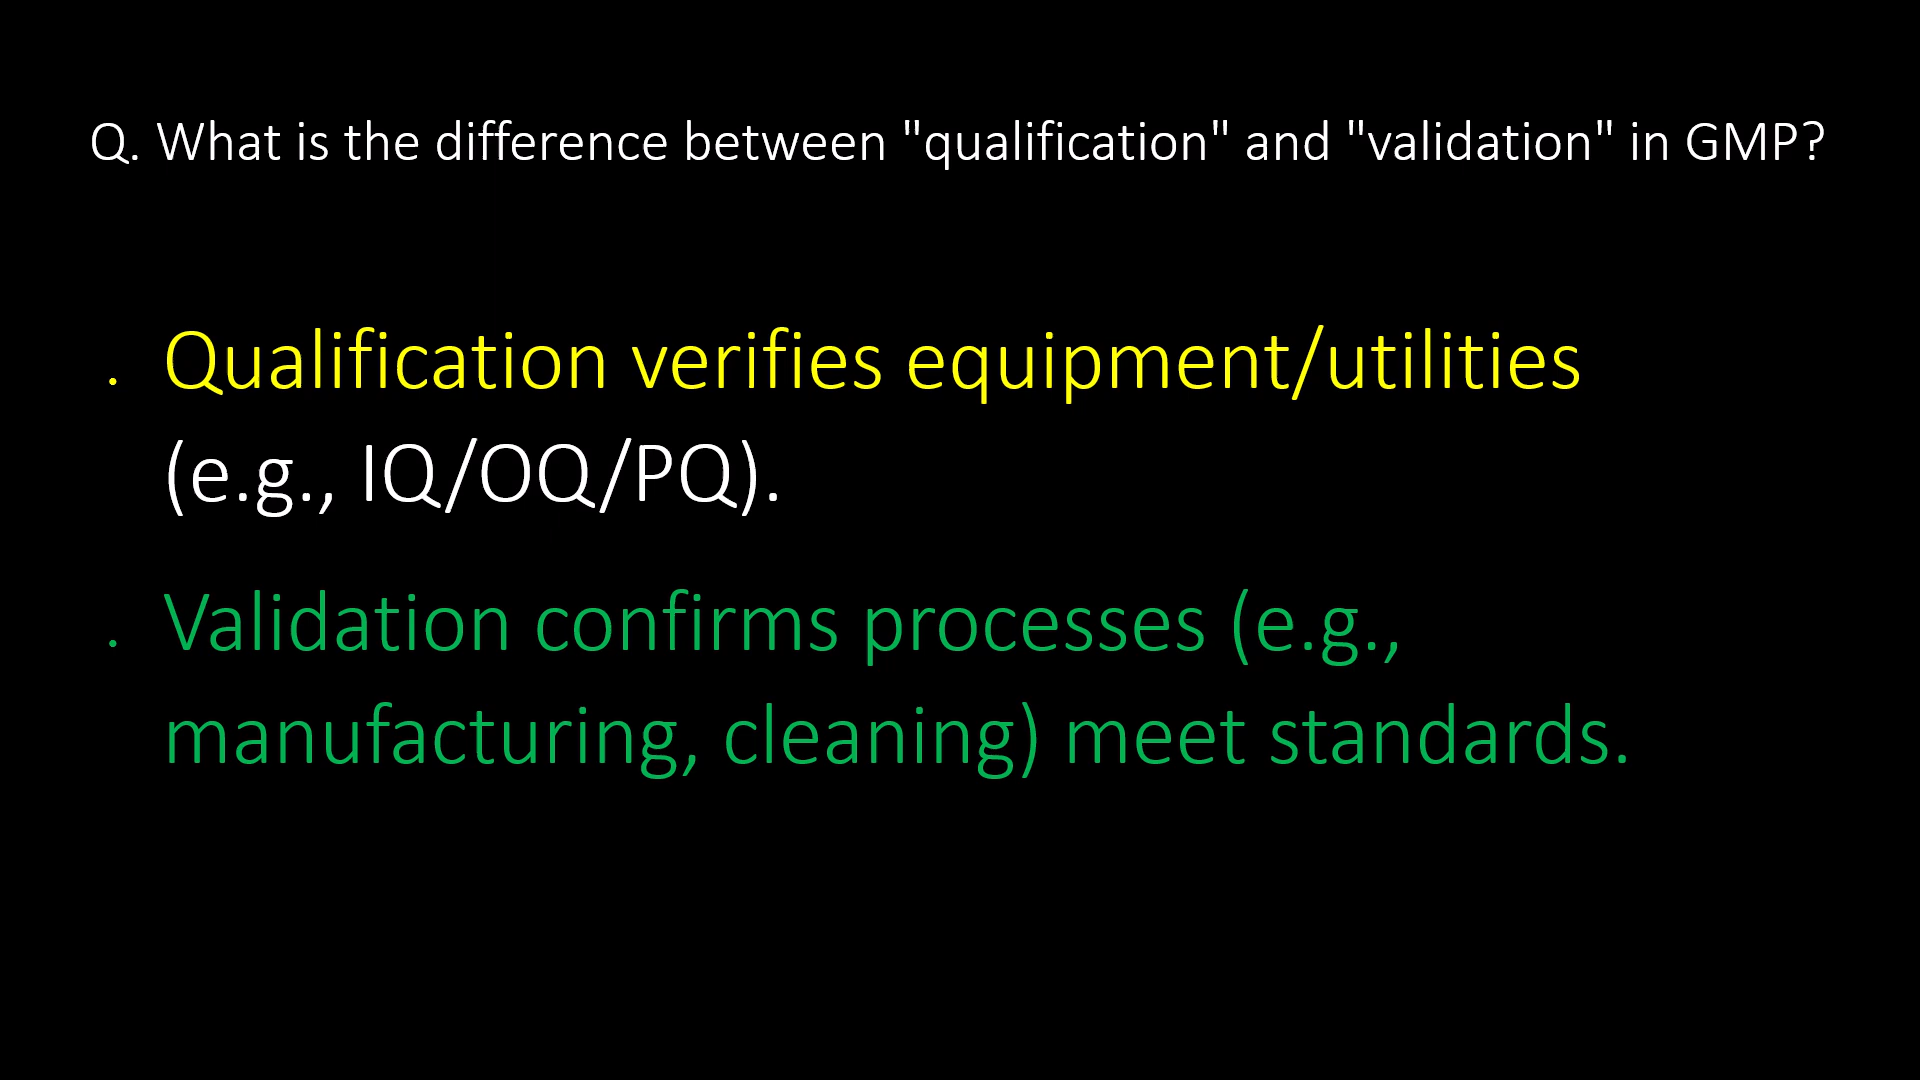 Q. What is the difference between "qualification" and "validation" in GMP?
• Qualification verifies equipment/utilities
(e.g., IQ/OQ/PQ).
• Validation confirms processes (e.g.,
manufacturing, cleaning) meet standards.